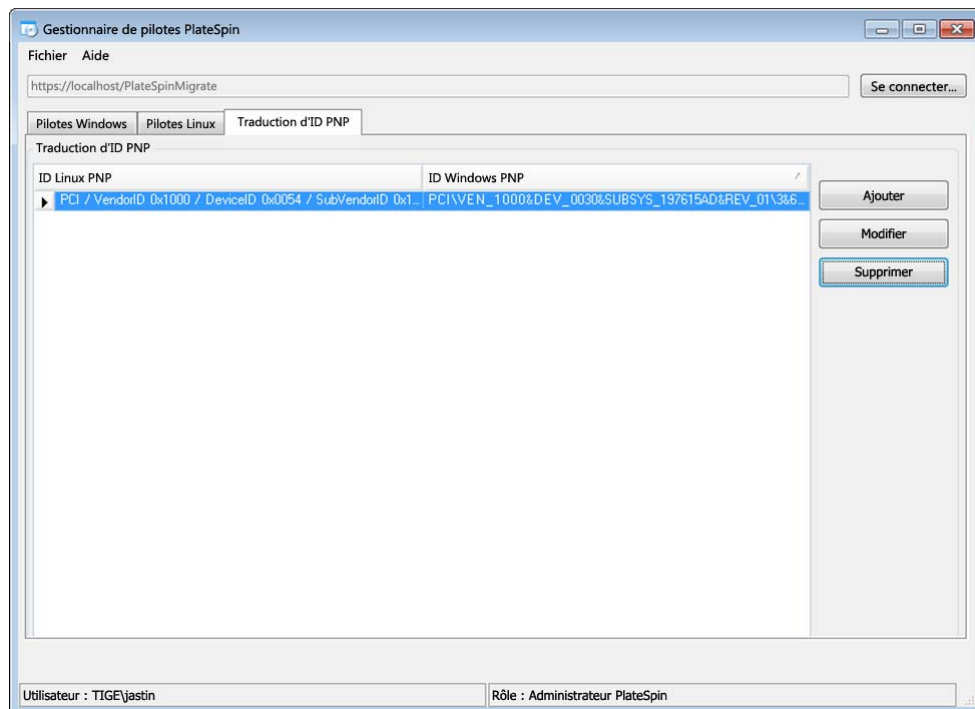 Gestionnaire de pilotes PlateSpin
Fichier Aide
https://localhost/PlateSpinMigrate
Se connecter...
Pilotes Windows Pilotes Linux Traduction d'ID PNP
Traduction d'ID PNP
ID Linux PNP ID Windows PNP
PCI / VendorID 0x1000 / DeviceID 0x0054 / SubVendorID 0x1... PCI\VEN_1000&DEV_0030&SUBSYS_197615AD&REV_01\3&6...
Ajouter
Modifier
Supprimer
Utilisateur : TIGE\jastin Rôle : Administrateur PlateSpin